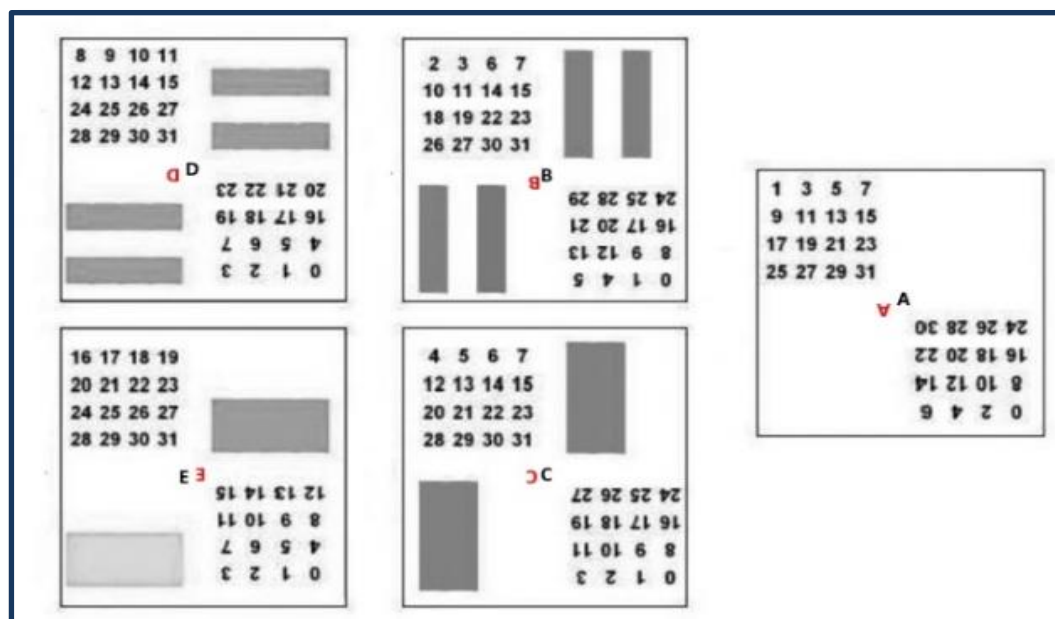 8 9 10 11
12 13 14 15
24 25 26 27
28 29 30 31
D D
0 1 2 3
4 5 6 7
16 17 18 19
20 21 22 23
2 3 6 7
10 11 14 15
18 19 22 23
26 27 30 31
B B
0 1 4 5
8 9 12 13
16 17 20 21
24 25 28 29
1 3 5 7
9 11 13 15
17 19 21 23
25 27 29 31
A A
0 2 4 6
8 10 12 14
16 18 20 22
24 26 28 30
16 17 18 19
20 21 22 23
24 25 26 27
28 29 30 31
E E
0 1 2 3
4 5 6 7
8 9 10 11
12 13 14 15
4 5 6 7
12 13 14 15
20 21 22 23
28 29 30 31
C C
0 1 2 3
8 9 10 11
16 17 18 19
24 25 26 27